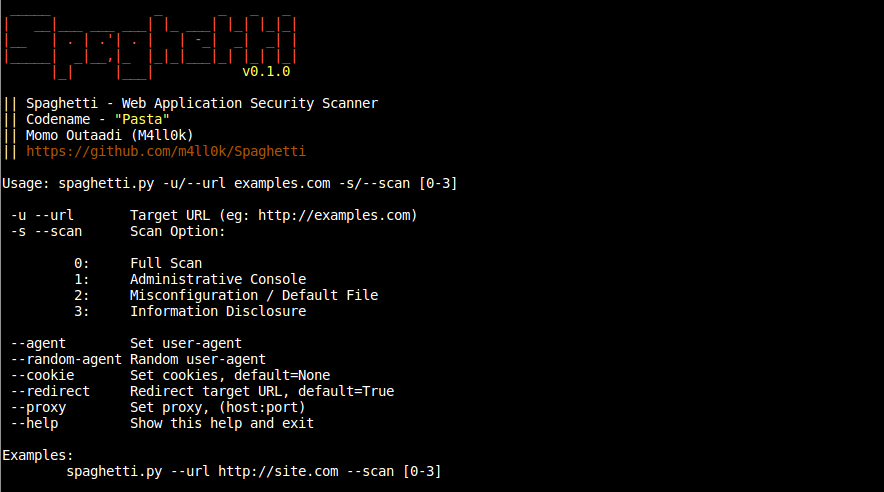 Spaghetti
v0.1.0
|| Spaghetti - Web Application Security Scanner
|| Codename - "Pasta"
|| Momo Outaadi (M4ll0k)
|| https://github.com/m4ll0k/Spaghetti
Usage: spaghetti.py -u/--url examples.com -s/--scan [0-3]
-u --url Target URL (eg: http://examples.com)
-s --scan Scan Option:
0: Full Scan
1: Administrative Console
2: Misconfiguration / Default File
3: Information Disclosure
--agent Set user-agent
--random-agent Random user-agent
--cookie Set cookies, default=None
--redirect Redirect target URL, default=True
--proxy Set proxy, (host:port)
--help Show this help and exit
Examples:
spaghetti.py --url http://site.com --scan [0-3]